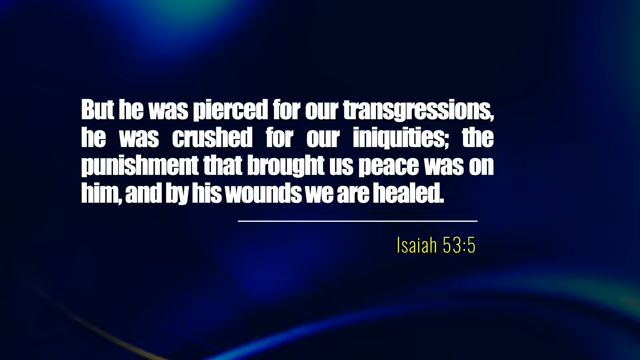 But he was pierced for our transgressions,
he was crushed for our iniquities; the
punishment that brought us peace was on
him, and by his wounds we are healed.
Isaiah 53:5